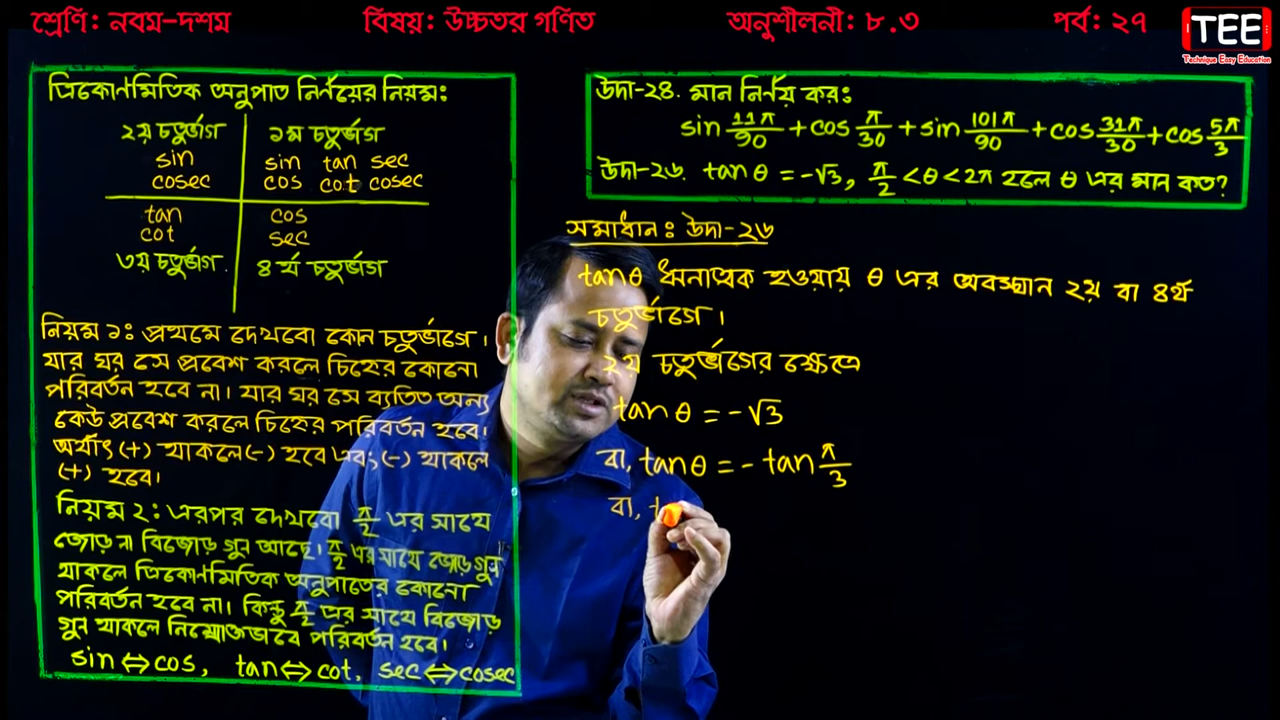 শ্রেণি: নবম-দশম
বিষয়: উচ্চতর গণিত
অনুশীলনী: ৮.৩
পর্ব: ২৭
TEE
Technique Easy Education
ত্রিকোণমিতিক অনুপাত নির্ণয়ের নিয়ম:
২য় চতুর্ভাগ
sin
cosec
১ম চতুর্ভাগ
sin tan sec
cos cot cosec
tan
cot
৩য় চতুর্ভাগ
cos
sec
৪র্থ চতুর্ভাগ
নিয়ম ১: প্রথমে দেখবো কোন চতুর্ভাগে।
যার ঘর সে প্রবেশ করলে চিহ্নের কোনো
পরিবর্তন হবে না। যার ঘর সে ব্যতিত অন্য
কেউ প্রবেশ করলে চিহ্নের পরিবর্তন হবে।
অর্থাৎ (+) থাকলে (-) হবে এবং (-) থাকলে
(+) হবে।
নিয়ম ২: এরপর দেখবো π/2 এর সাথে
জোড় না বিজোড় গুন আছে। π/2 এর সাথে জোড় গুন
থাকলে ত্রিকোণমিতিক অনুপাতের কোনো
পরিবর্তন হবে না। কিন্তু π/2 এর সাথে বিজোড়
গুন থাকলে নিম্মোক্তভাবে পরিবর্তন হবে।
sin⇔cos, tan⇔cot, sec⇔cosec
উদা-২৪. মান নির্ণয় কর:
sin 11π/90 + cos π/30 + sin 101π/90 + cos 31π/30 + cos 5π/3
উদা-২৬. tan θ = -√3, π/2 < θ < 2π হলে θ এর মান কত?
সমাধান: উদা-২৬
tanθ ঋনাত্মক হওয়ায় θ এর অবস্থান ২য় বা ৪র্থ
চতুর্ভাগে।
২য় চতুর্ভাগের ক্ষেত্রে
tan θ = -√3
বা, tan θ = - tan π/3
বা, t